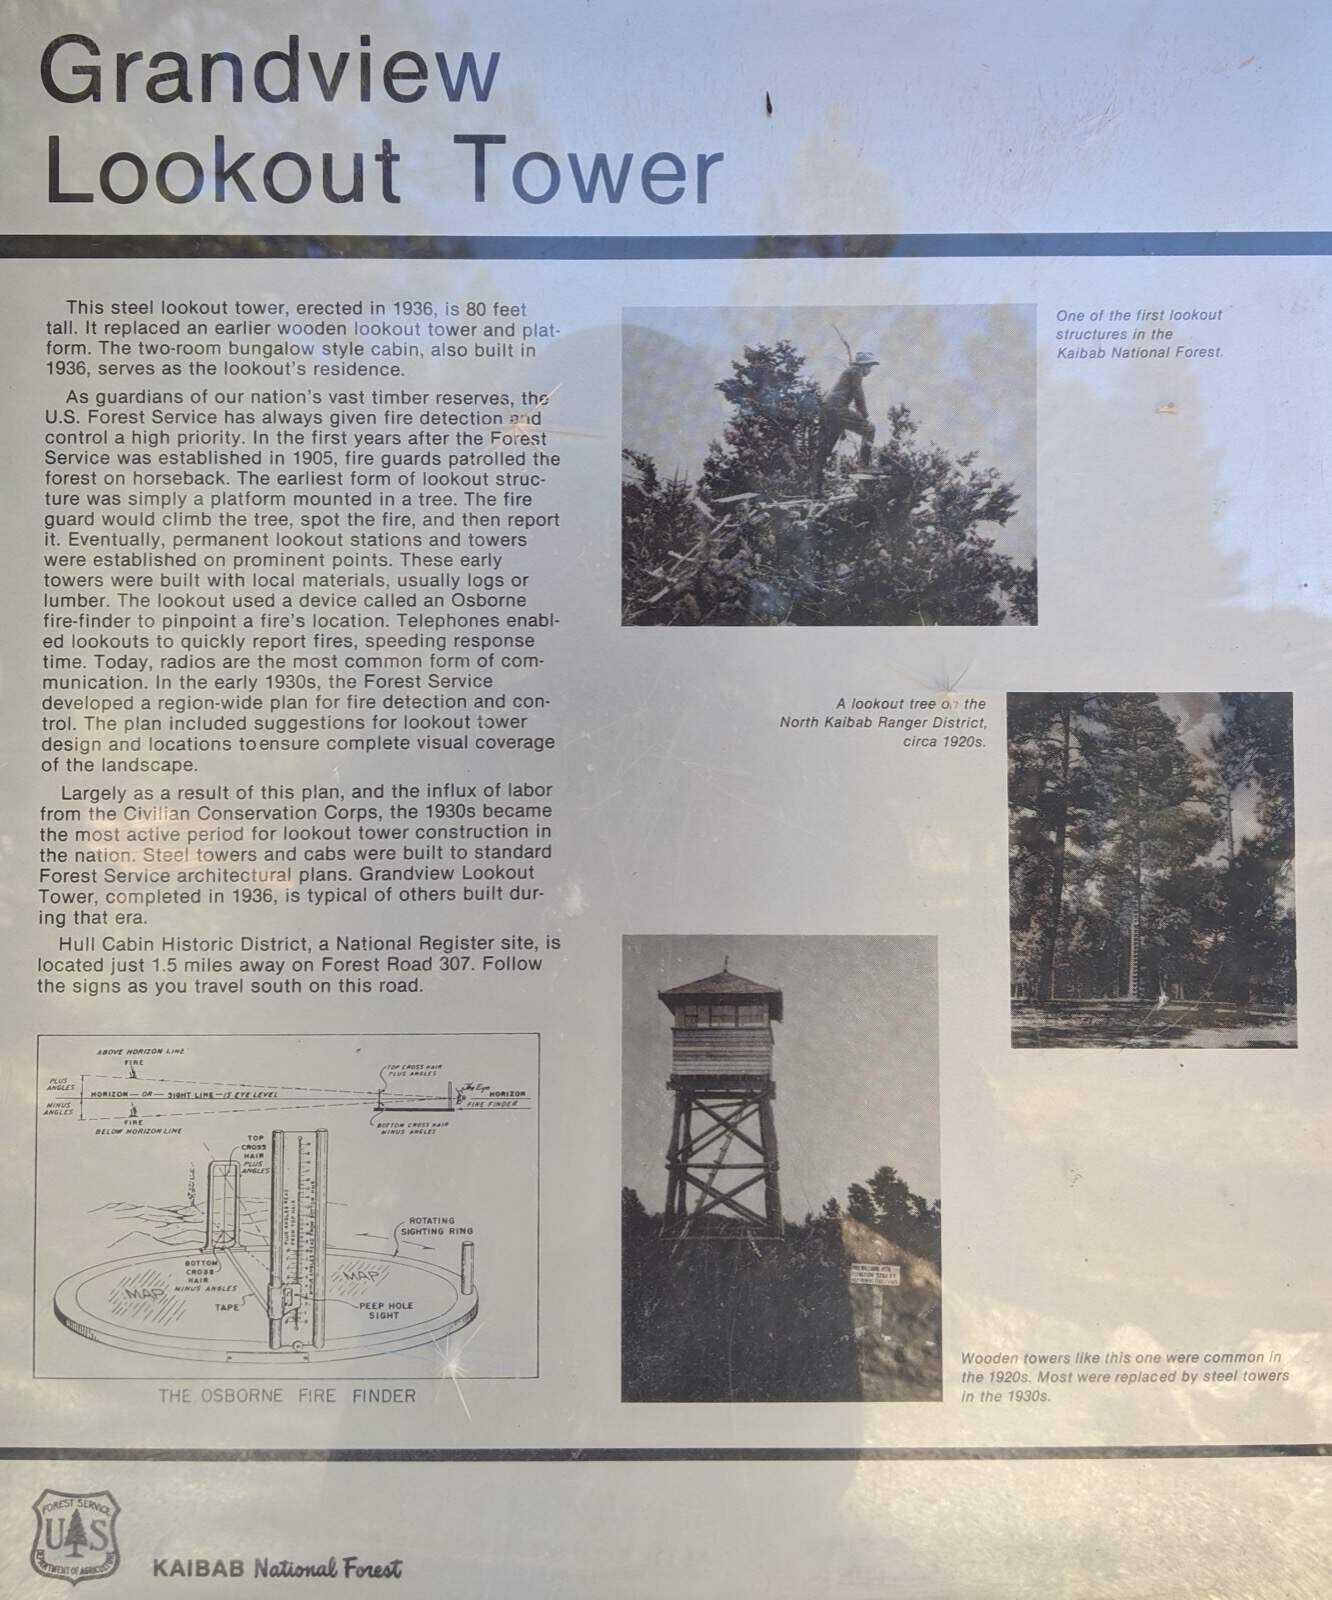 Grandview
Lookout Tower
This steel lookout tower, erected in 1936, is 80 feet
tall. It replaced an earlier wooden lookout tower and plat-
form. The two-room bungalow style cabin, also built in
1936, serves as the lookout's residence.
As guardians of our nation's vast timber reserves, the
U.S. Forest Service has always given fire detection and
control a high priority. In the first years after the Forest
Service was established in 1905, fire guards patrolled the
forest on horseback. The earliest form of lookout struc-
ture was simply a platform mounted in a tree. The fire
guard would climb the tree, spot the fire, and then report
it. Eventually, permanent lookout stations and towers
were established on prominent points. These early
towers were built with local materials, usually logs or
lumber. The lookout used a device called an Osborne
fire-finder to pinpoint a fire's location. Telephones enabl-
ed lookouts to quickly report fires, speeding response
time. Today, radios are the most common form of com-
munication. In the early 1930s, the Forest Service
developed a region-wide plan for fire detection and con-
trol. The plan included suggestions for lookout tower
design and locations to ensure complete visual coverage
of the landscape.
Largely as a result of this plan, and the influx of labor
from the Civilian Conservation Corps, the 1930s became
the most active period for lookout tower construction in
the nation. Steel towers and cabs were built to standard
Forest Service architectural plans. Grandview Lookout
Tower, completed in 1936, is typical of others built dur-
ing that era.
Hull Cabin Historic District, a National Register site, is
located just 1.5 miles away on Forest Road 307. Follow
the signs as you travel south on this road.
One of the first lookout
structures in the
Kaibab National Forest.
A lookout tree on the
North Kaibab Ranger District,
circa 1920s.
Wooden towers like this one were common in
the 1920s. Most were replaced by steel towers
in the 1930s.
ABOVE HORIZON LINE
FIRE
PLUS
ANGLES
HORIZON — OR — SIGHT LINE — IS EYE LEVEL
MINUS
ANGLES
FIRE
BELOW HORIZON LINE
TOP CROSS HAIR
PLUS ANGLES
The Eye
HORIZON
FIRE FINDER
BOTTOM CROSS HAIR
MINUS ANGLES
TOP
CROSS
HAIR
PLUS
ANGLES
ROTATING
SIGHTING RING
BOTTOM
CROSS
HAIR
MINUS ANGLES
MAP
MAP
TAPE
PEEP HOLE
SIGHT
THE OSBORNE FIRE FINDER
FOREST SERVICE
U S
DEPARTMENT OF AGRICULTURE
KAIBAB National Forest